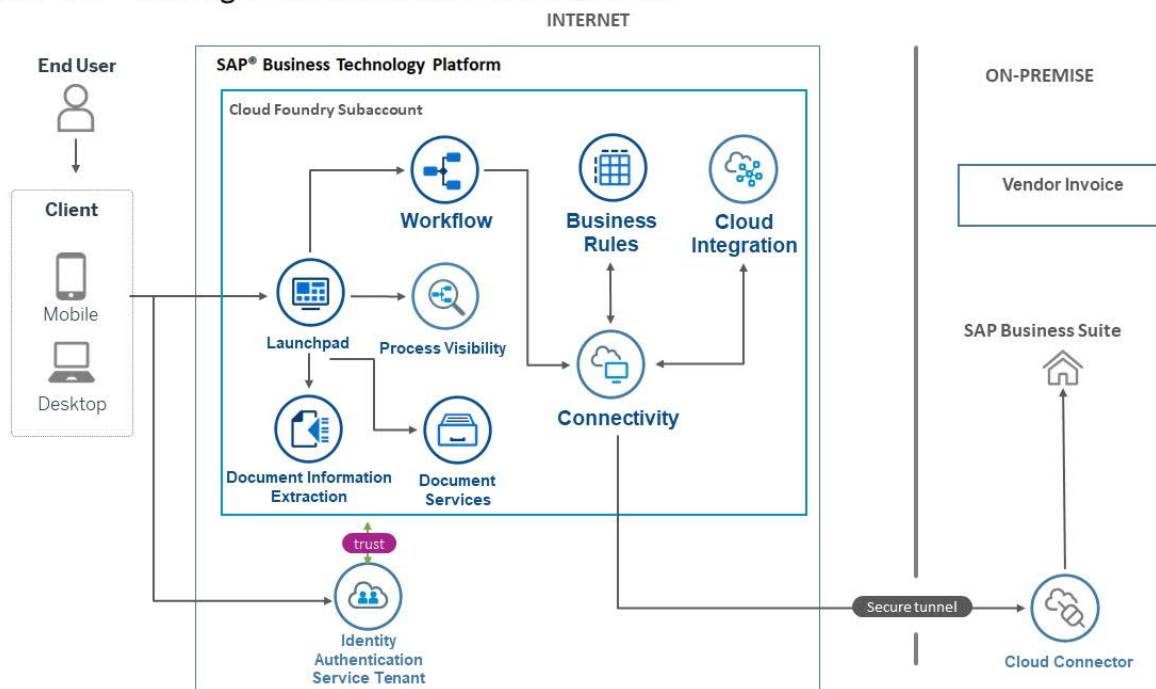 INTERNET
End User
SAP® Business Technology Platform
ON-PREMISE
Cloud Foundry Subaccount
Client
Vendor Invoice
Workflow
Business
Rules
Cloud
Integration
Mobile
Launchpad
Process Visibility
SAP Business Suite
Desktop
Connectivity
Document Information
Extraction
Document
Services
trust
Secure tunnel
Identity
Authentication
Service Tenant
Cloud Connector